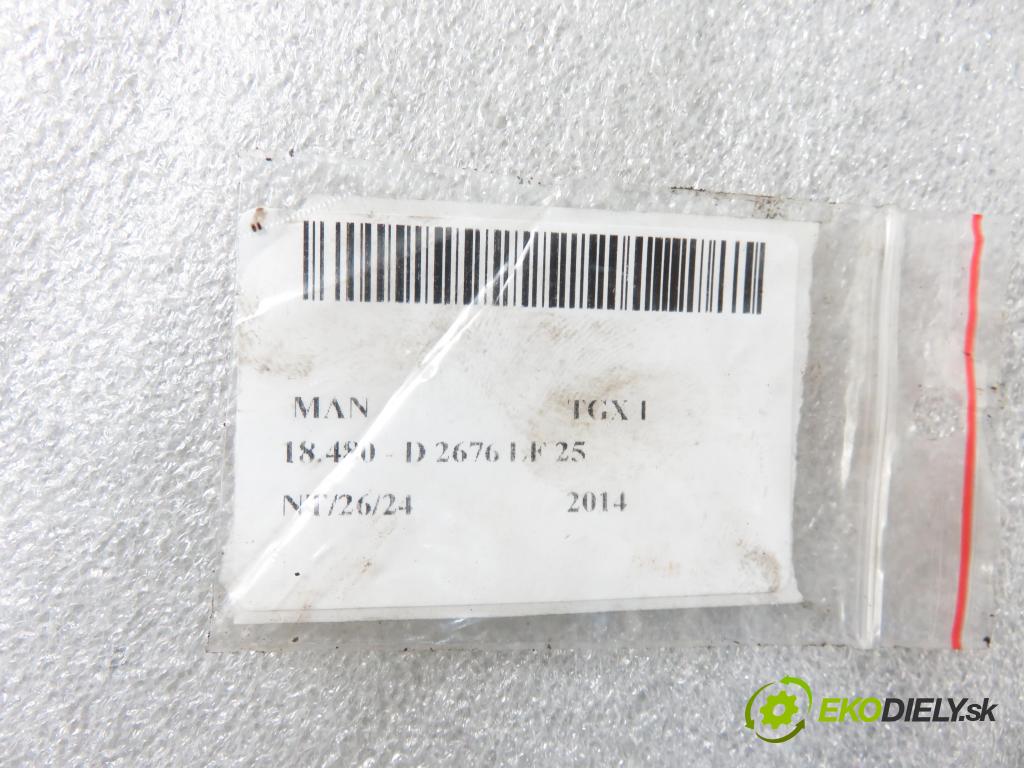 MAN TGX I
18.480 - D 2676 LF 25
NT/26/24 2014
EKODIELY.sk